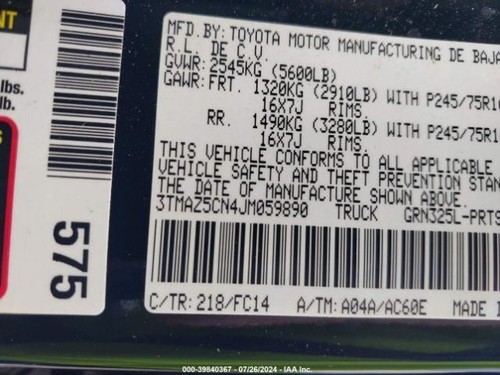 NT
lbs.
lb.
575
MFD.BY: TOYOTA MOTOR MANUFACTURING DE BAJA
R.L. DE C.V.
GVWR: 2545KG (5600LB)
GAWR: FRT. 1320KG (2910LB) WITH P245/75R1
16X7J RIMS.
RR. 1490KG (3280LB) WITH P245/75R1
16X7J RIMS.
THIS VEHICLE CONFORMS TO ALL APPLICABLE
VEHICLE SAFETY AND THEFT PREVENTION STAN
THE DATE OF MANUFACTURE SHOWN ABOVE.
3TMAZ5CN4JM059890 TRUCK GRN325L-PRTS
C/TR: 218/FC14 A/TM: A04A/AC60E MADE I
000-39840367 / 07/26/2024 - IAA Inc.